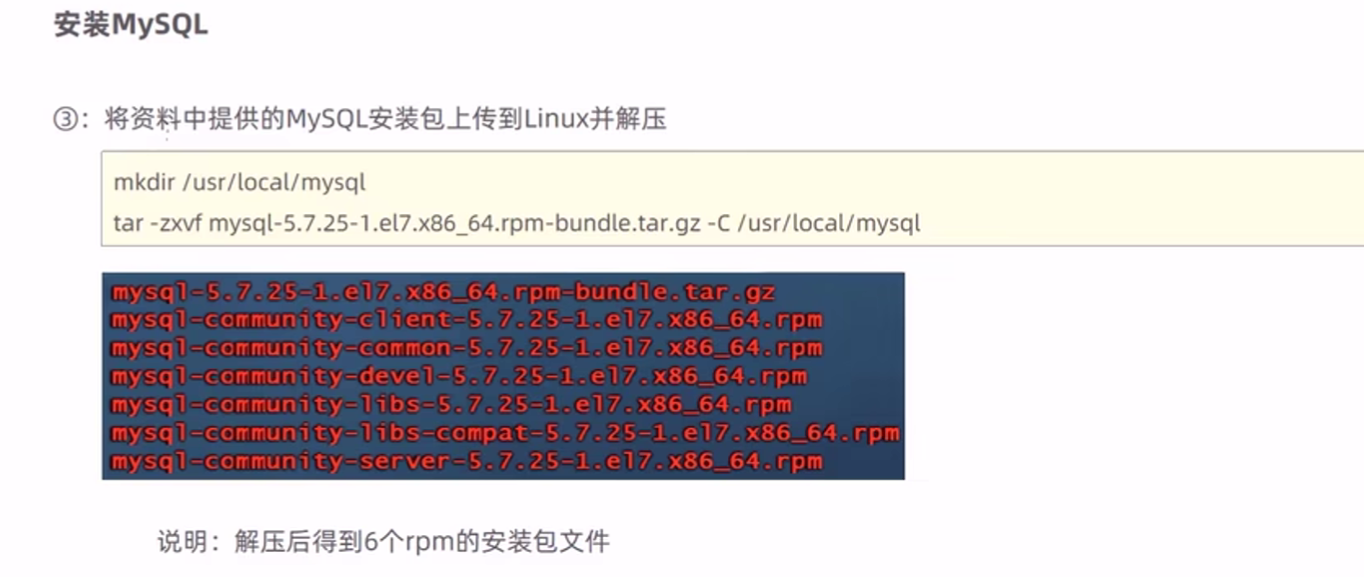 安装MySQL
③：将资料中提供的MySQL安装包上传到Linux并解压
mkdir /usr/local/mysql
tar -zxvf mysql-5.7.25-1.el7.x86_64.rpm-bundle.tar.gz -C /usr/local/mysql
mysql-5.7.25-1.el7.x86_64.rpm-bundle.tar.gz
mysql-community-client-5.7.25-1.el7.x86_64.rpm
mysql-community-common-5.7.25-1.el7.x86_64.rpm
mysql-community-devel-5.7.25-1.el7.x86_64.rpm
mysql-community-libs-5.7.25-1.el7.x86_64.rpm
mysql-community-libs-compat-5.7.25-1.el7.x86_64.rpm
mysql-community-server-5.7.25-1.el7.x86_64.rpm
说明：解压后得到6个rpm的安装包文件